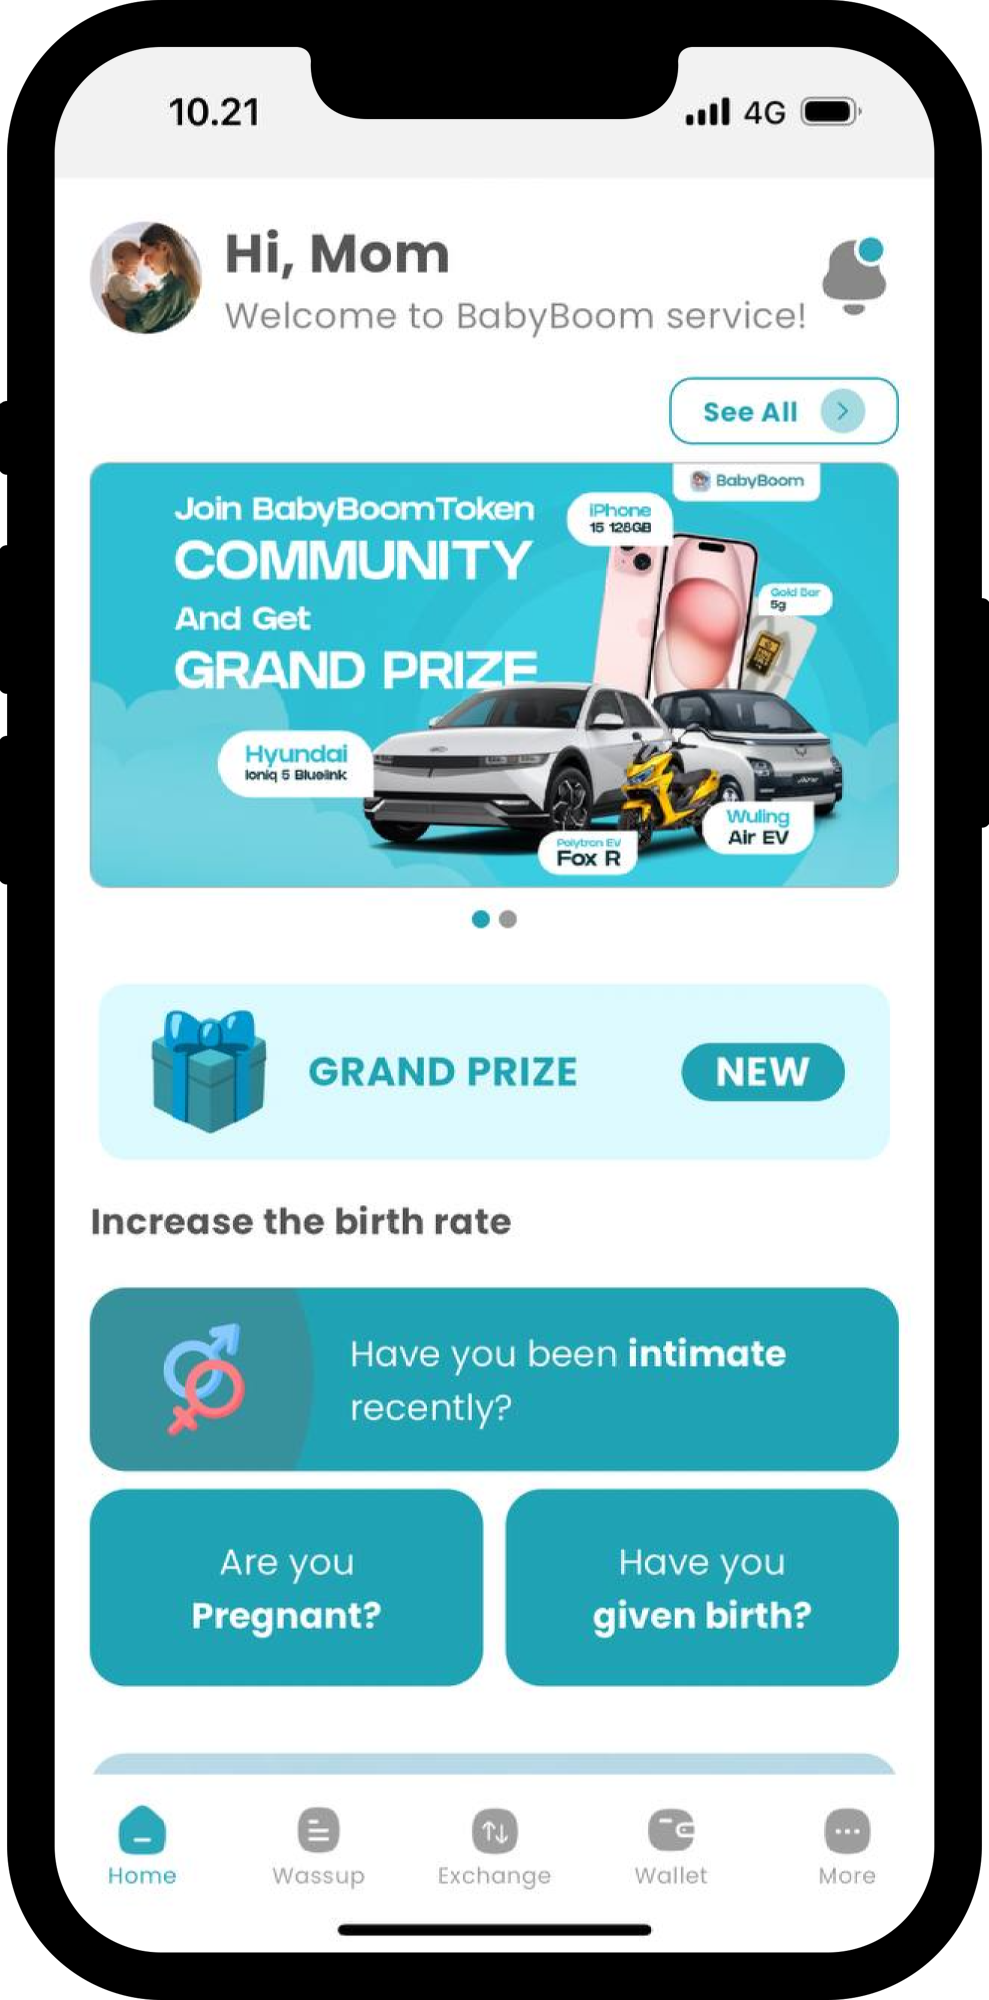 10.21
4G
Hi, Mom
Welcome to BabyBoom service!
See All
BabyBoom
Join BabyBoomToken
COMMUNITY
And Get
GRAND PRIZE
iPhone
15 128GB
Gold Bar
5g
Hyundai
Ioniq 5 Bluelink
Wuling
Air EV
Polytron EV
Fox R
GRAND PRIZE
NEW
Increase the birth rate
Have you been intimate
recently?
Are you
Pregnant?
Have you
given birth?
Home
Wassup
Exchange
Wallet
More